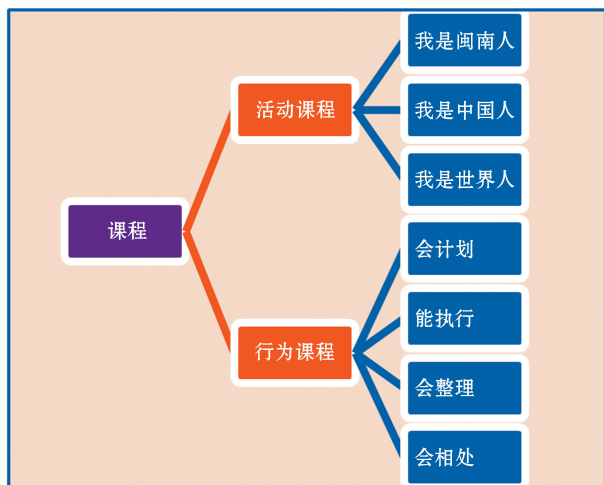 课程
活动课程
我是闽南人
我是中国人
我是世界人
行为课程
会计划
能执行
会整理
会相处